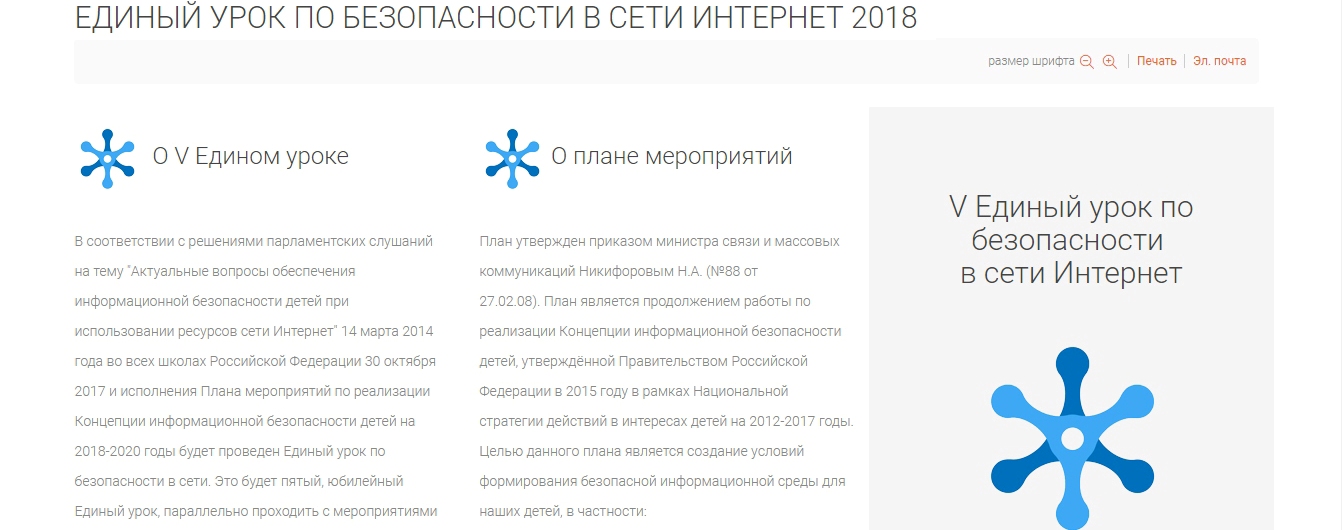 ЕДИНЫЙ УРОК ПО БЕЗОПАСНОСТИ В СЕТИ ИНТЕРНЕТ 2018
размер шрифта | Печать | Эл. почта
О V Едином уроке
В соответствии с решениями парламентских слушаний
на тему "Актуальные вопросы обеспечения
информационной безопасности детей при
использовании ресурсов сети Интернет" 14 марта 2014
года во всех школах Российской Федерации 30 октября
2017 и исполнения Плана мероприятий по реализации
Концепции информационной безопасности детей на
2018-2020 годы будет проведен Единый урок по
безопасности в сети. Это будет пятый, юбилейный
Единый урок, параллельно проходить с мероприятиями
О плане мероприятий
План утвержден приказом министра связи и массовых
коммуникаций Никифоровым Н.А. (№88 от
27.02.08). План является продолжением работы по
реализации Концепции информационной безопасности
детей, утверждённой Правительством Российской
Федерации в 2015 году в рамках Национальной
стратегии действий в интересах детей на 2012-2017 годы.
Целью данного плана является создание условий
формирования безопасной информационной среды для
наших детей, в частности:
V Единый урок по
безопасности
в сети Интернет